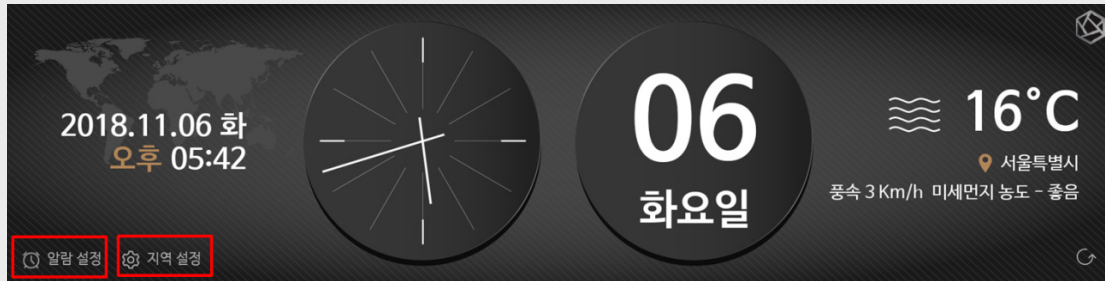 2018.11.06 화
오후 05:42
06
화요일
16°C
서울특별시
풍속 3 Km/h 미세먼지 농도 - 좋음
알람 설정
지역 설정